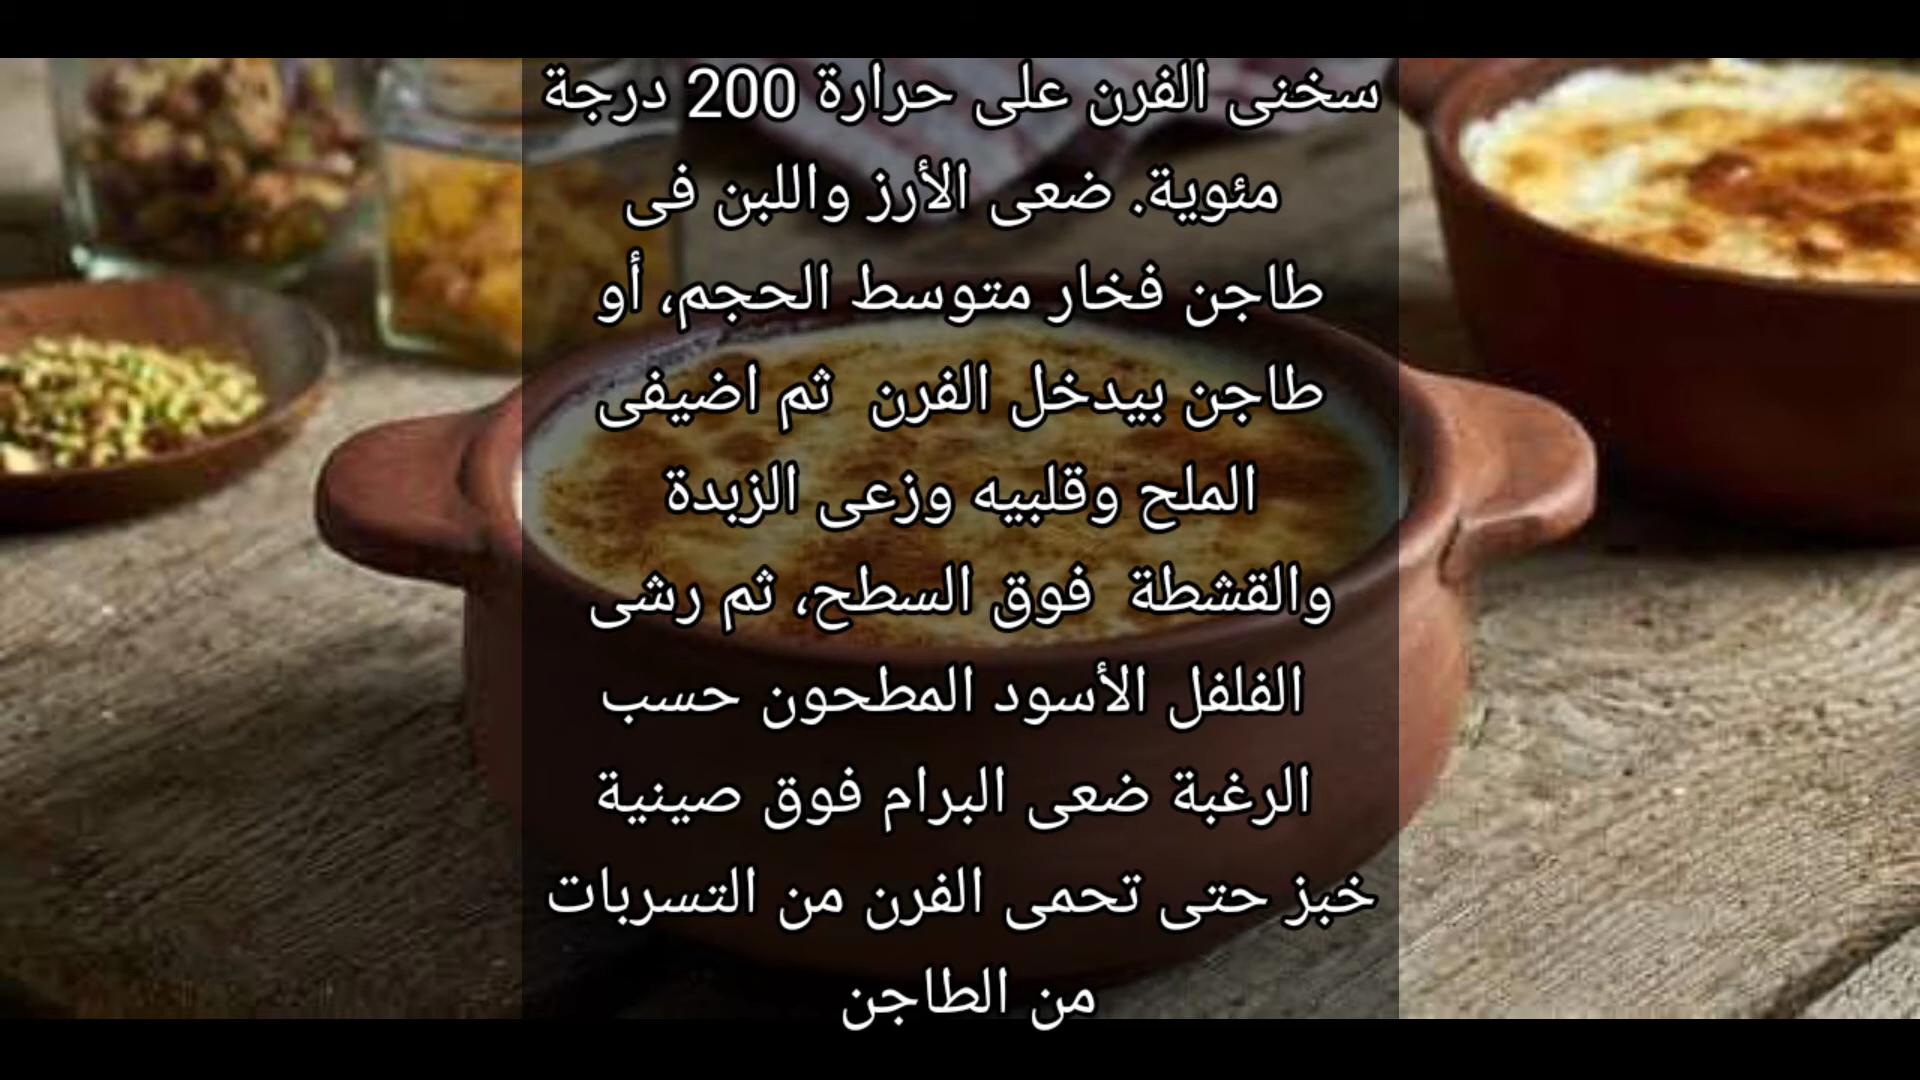 سخنى الفرن على حرارة 200 درجة
مئوية. ضعى الأرز واللبن فى
طاجن فخار متوسط الحجم، أو
طاجن بيدخل الفرن ثم اضيفى
الملح وقلبيه وزعى الزبدة
والقشطة فوق السطح، ثم رشى
الفلفل الأسود المطحون حسب
الرغبة ضعى البرام فوق صينية
خبز حتى تحمى الفرن من التسربات
من الطاجن